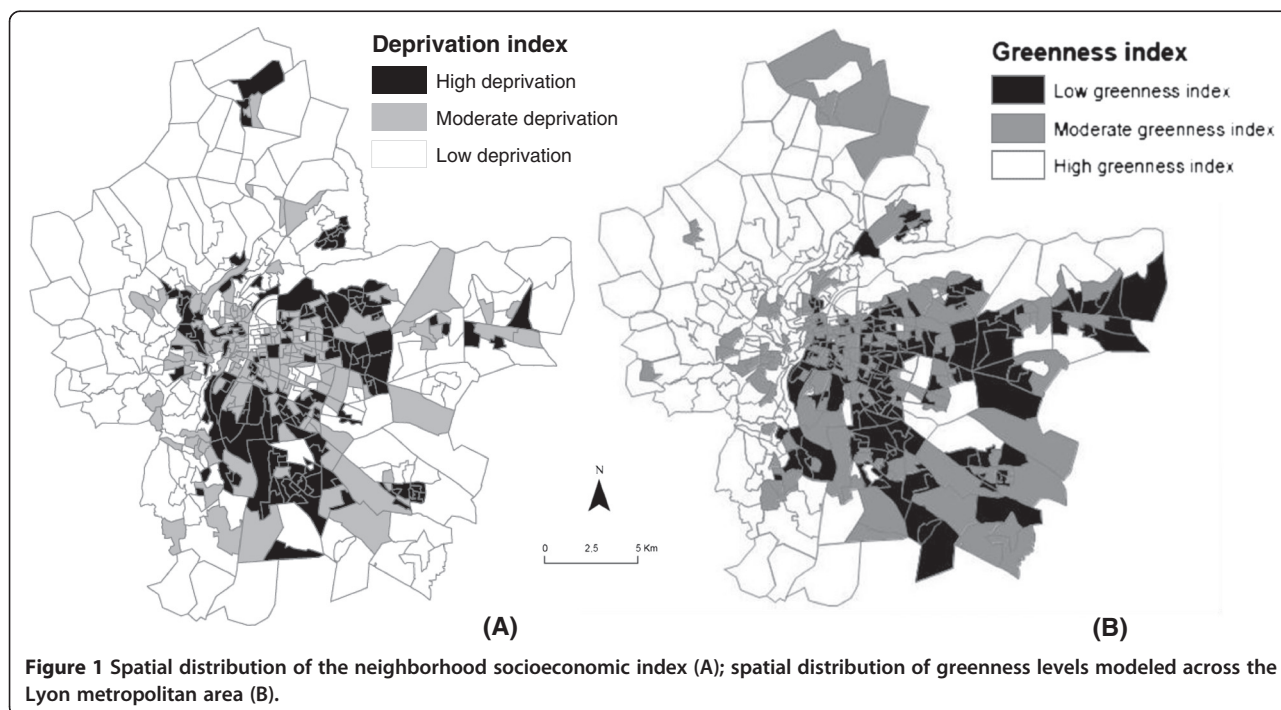 Deprivation index
High deprivation
Moderate deprivation
Low deprivation
Greenness index
Low greenness index
Moderate greenness index
High greenness index
N
0 2.5 5 Km
(A)
(B)
Figure 1 Spatial distribution of the neighborhood socioeconomic index (A); spatial distribution of greenness levels modeled across the
Lyon metropolitan area (B).